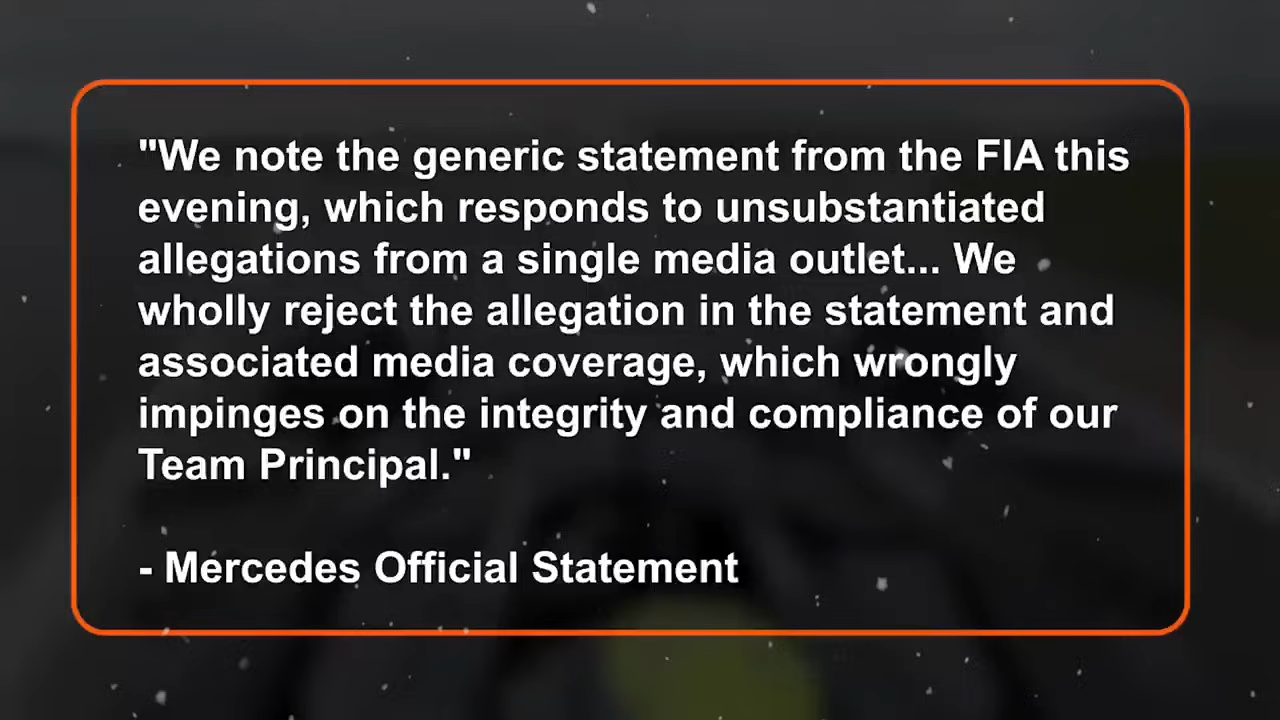 "We note the generic statement from the FIA this
evening, which responds to unsubstantiated
allegations from a single media outlet... We
wholly reject the allegation in the statement and
associated media coverage, which wrongly
impinges on the integrity and compliance of our
Team Principal."
- Mercedes Official Statement